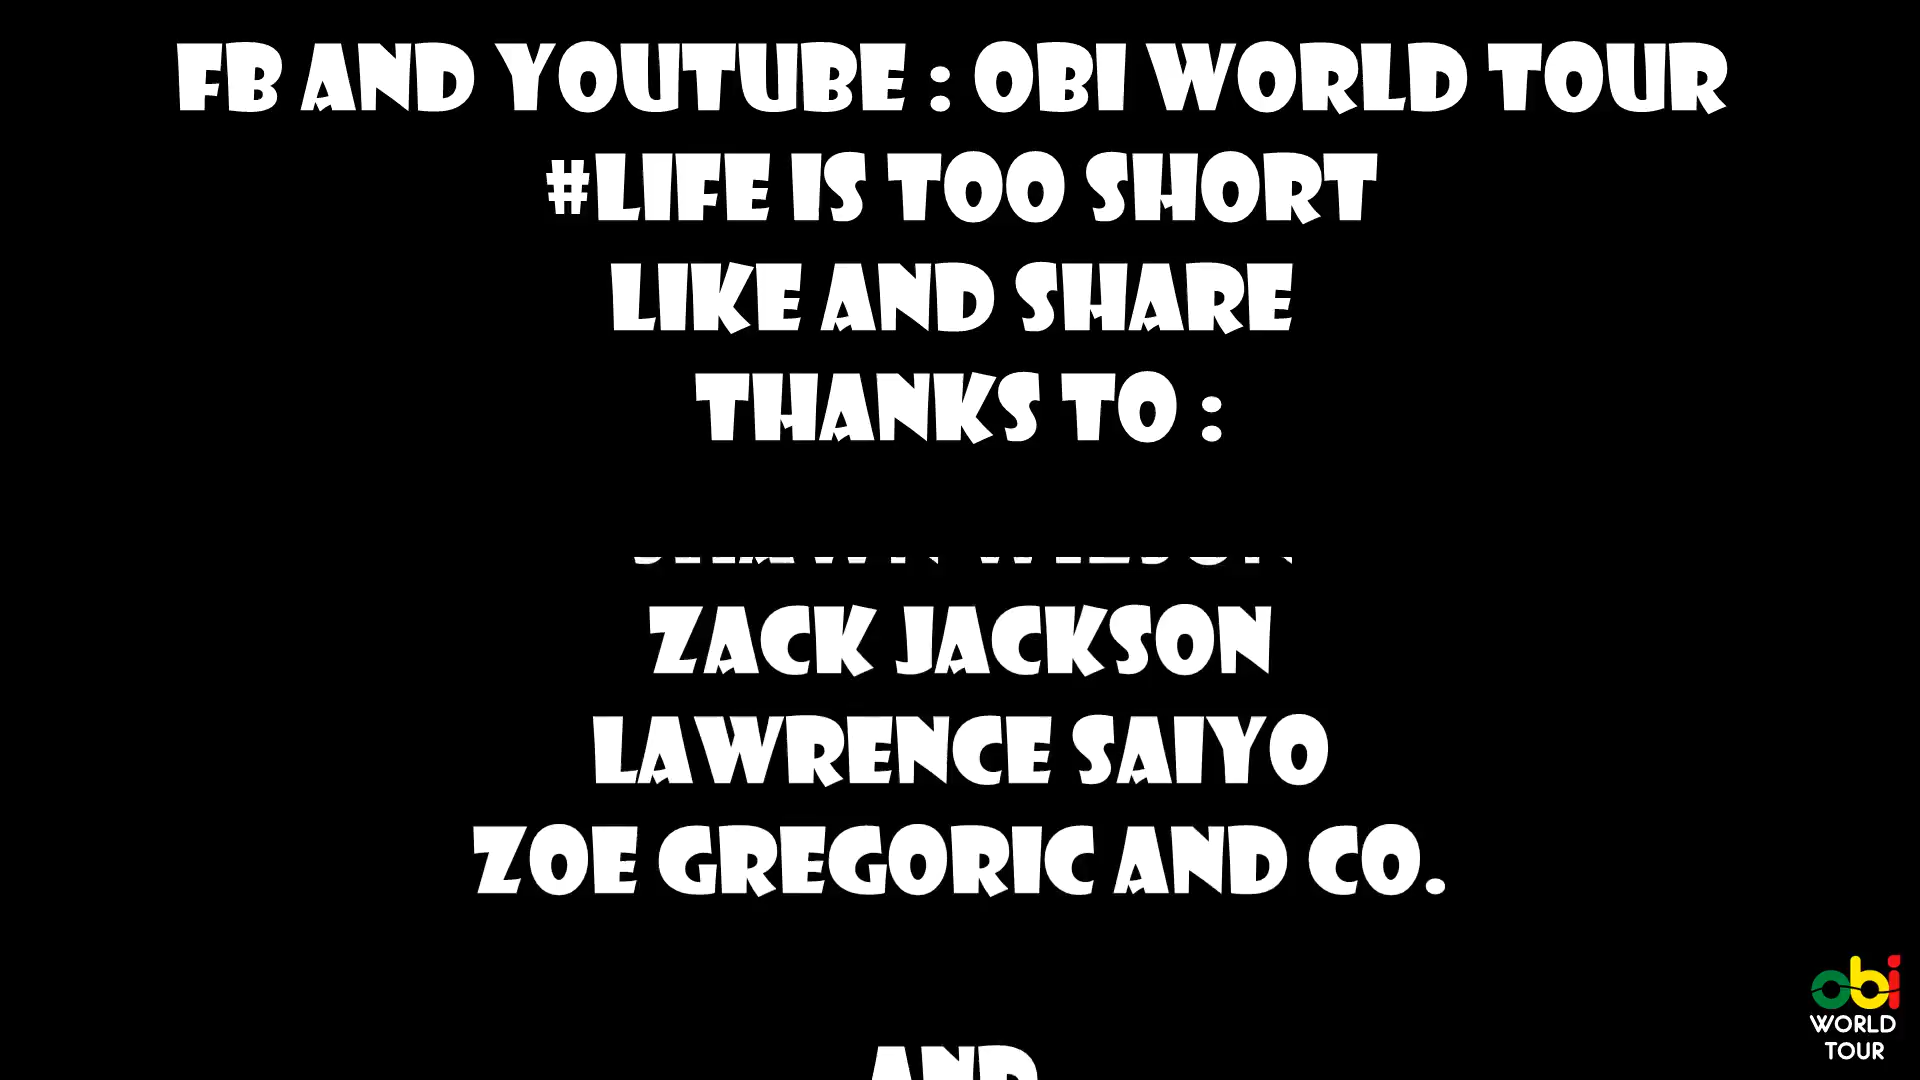 FB AND YOUTUBE : OBI WORLD TOUR
#LIFE IS TOO SHORT
LIKE AND SHARE
THANKS TO :
ZACK JACKSON
LAWRENCE SAIYO
ZOE GREGORIC AND CO.
AND
obi
WORLD
TOUR